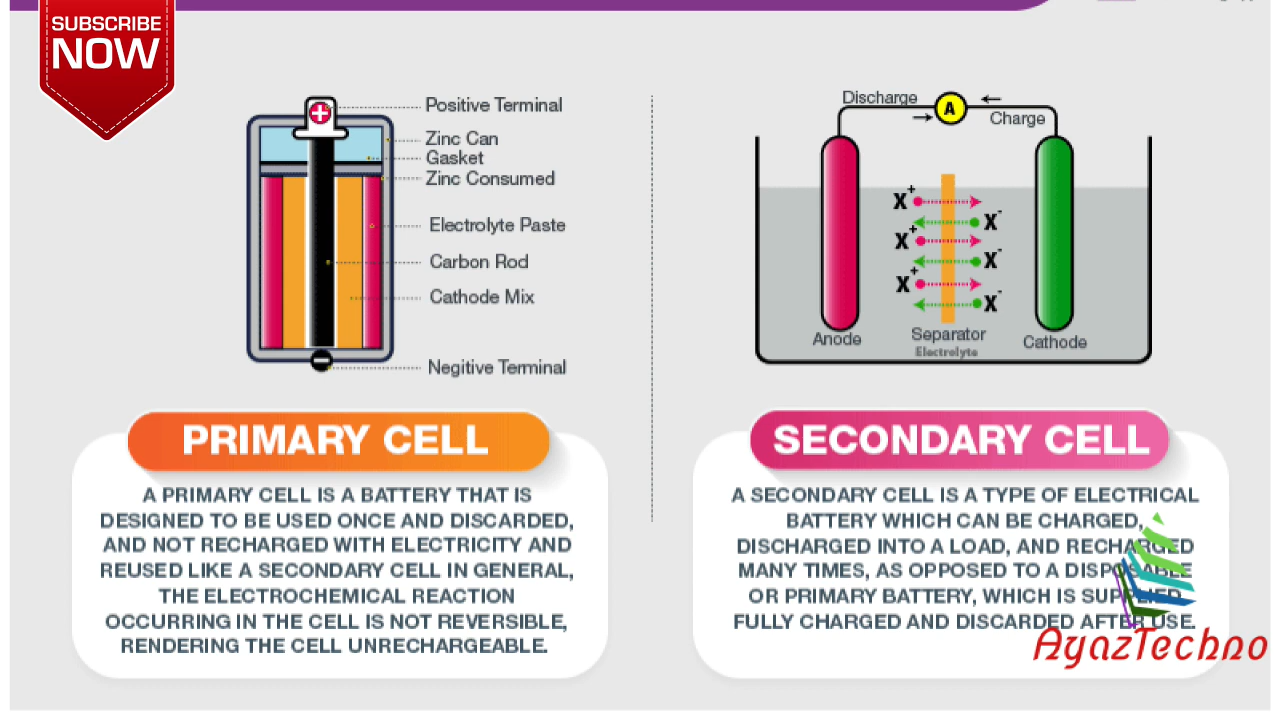 SUBSCRIBE
NOW
Positive Terminal
Zinc Can
Gasket
Zinc Consumed
Electrolyte Paste
Carbon Rod
Cathode Mix
Negitive Terminal
Discharge
A
Charge
X+
X-
X+
X-
X+
X-
Anode
Separator
Electrolyte
Cathode
PRIMARY CELL
A PRIMARY CELL IS A BATTERY THAT IS
DESIGNED TO BE USED ONCE AND DISCARDED,
AND NOT RECHARGED WITH ELECTRICITY AND
REUSED LIKE A SECONDARY CELL IN GENERAL,
THE ELECTROCHEMICAL REACTION
OCCURRING IN THE CELL IS NOT REVERSIBLE,
RENDERING THE CELL UNRECHARGEABLE.
SECONDARY CELL
A SECONDARY CELL IS A TYPE OF ELECTRICAL
BATTERY WHICH CAN BE CHARGED,
DISCHARGED INTO A LOAD, AND RECHARGED
MANY TIMES, AS OPPOSED TO A DISPOSABLE
OR PRIMARY BATTERY, WHICH IS SUPPLIED
FULLY CHARGED AND DISCARDED AFTER USE.
AyazTechno